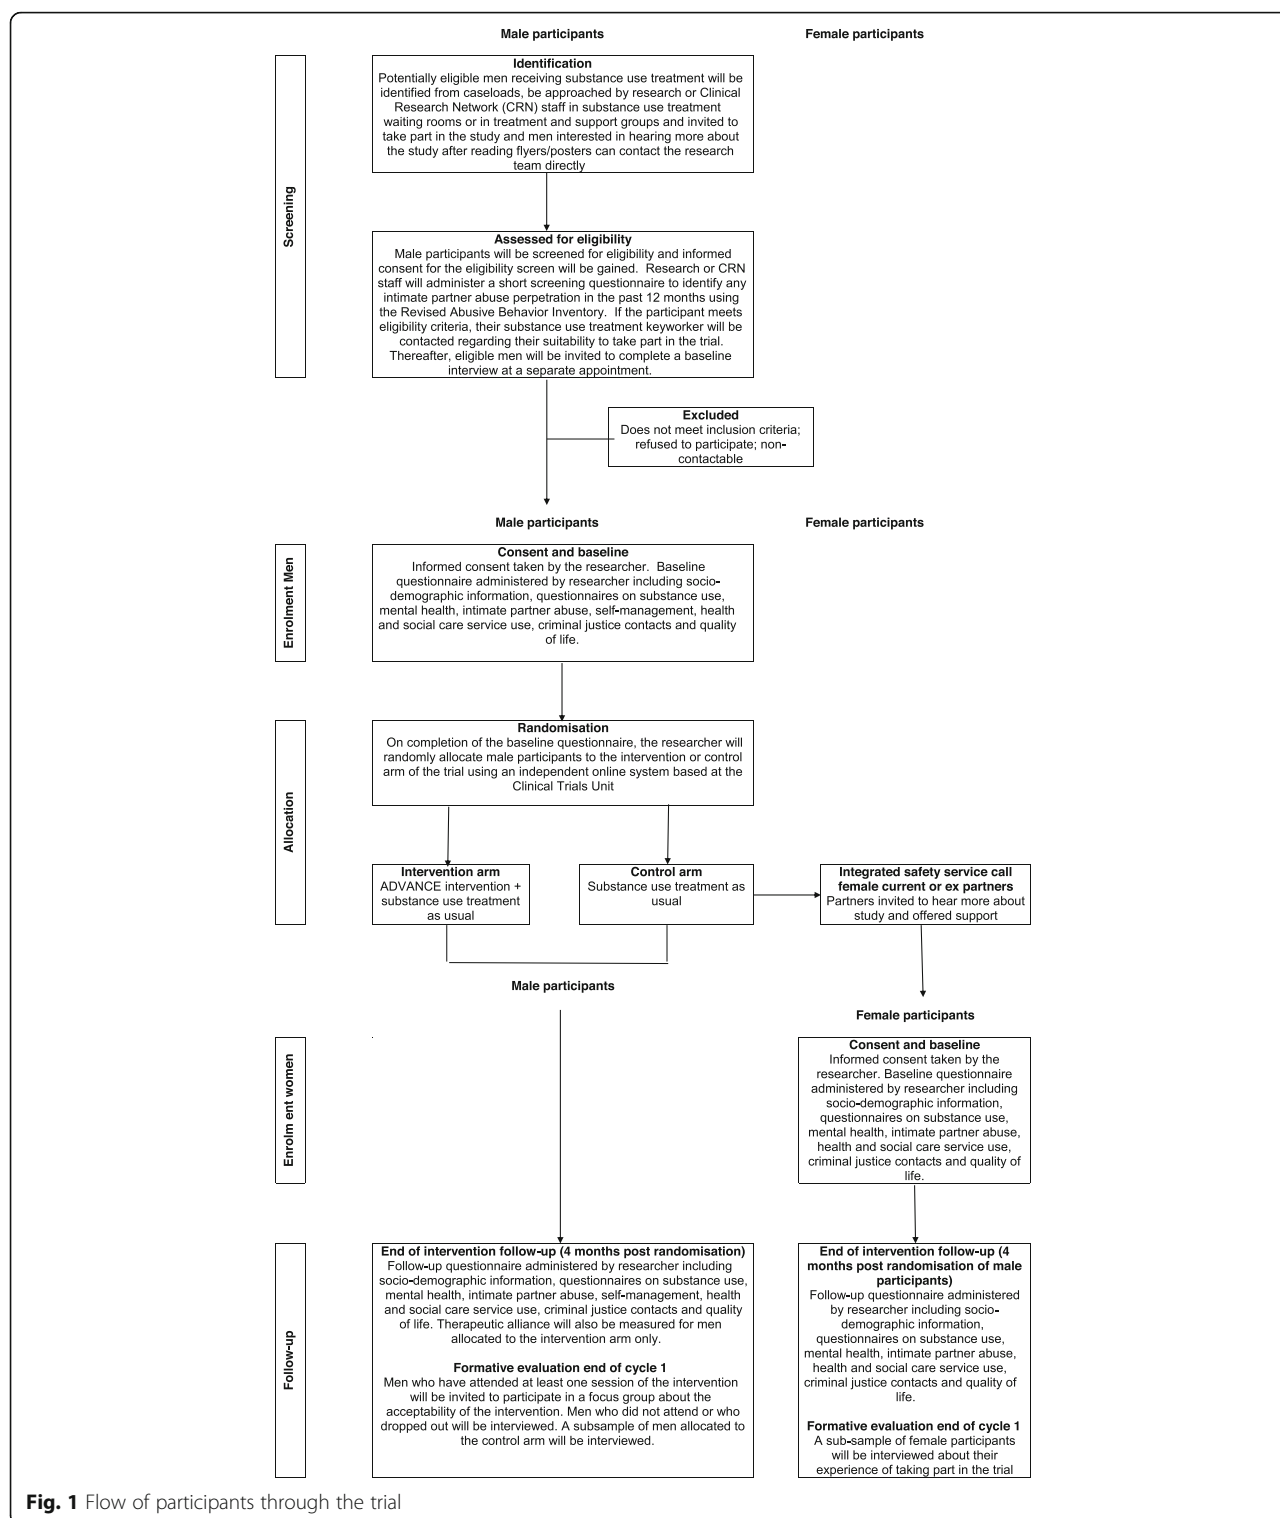 Male participants
Female participants
Screening
Identification
Potentially eligible men receiving substance use treatment will be
identified from caseloads, be approached by research or Clinical
Research Network (CRN) staff in substance use treatment
waiting rooms or in treatment and support groups and invited to
take part in the study and men interested in hearing more about
the study after reading flyers/posters can contact the research
team directly
Assessed for eligibility
Male participants will be screened for eligibility and informed
consent for the eligibility screen will be gained. Research or CRN
staff will administer a short screening questionnaire to identify any
intimate partner abuse perpetration in the past 12 months using
the Revised Abusive Behavior Inventory. If the participant meets
eligibility criteria, their substance use treatment keyworker will be
contacted regarding their suitability to take part in the trial.
Thereafter, eligible men will be invited to complete a baseline
interview at a separate appointment.
Excluded
Does not meet inclusion criteria;
refused to participate; non-
contactable
Male participants
Female participants
Enrolment Men
Consent and baseline
Informed consent taken by the researcher. Baseline
questionnaire administered by researcher including socio-
demographic information, questionnaires on substance use,
mental health, intimate partner abuse, self-management, health
and social care service use, criminal justice contacts and quality
of life.
Allocation
Randomisation
On completion of the baseline questionnaire, the researcher will
randomly allocate male participants to the intervention or control
arm of the trial using an independent online system based at the
Clinical Trials Unit
Intervention arm
ADVANCE intervention +
substance use treatment
as usual
Control arm
Substance use treatment as
usual
Integrated safety service call
female current or ex partners
Partners invited to hear more about
study and offered support
Male participants
Female participants
Enrolm ent women
Consent and baseline
Informed consent taken by the
researcher. Baseline questionnaire
administered by researcher including
socio-demographic information,
questionnaires on substance use,
mental health, intimate partner abuse,
health and social care service use,
criminal justice contacts and quality of
life.
Follow-up
End of intervention follow-up (4 months post randomisation)
Follow-up questionnaire administered by researcher including
socio-demographic information, questionnaires on substance use,
mental health, intimate partner abuse, self-management, health
and social care service use, criminal justice contacts and quality
of life. Therapeutic alliance will also be measured for men
allocated to the intervention arm only.
Formative evaluation end of cycle 1
Men who have attended at least one session of the intervention
will be invited to participate in a focus group about the
acceptability of the intervention. Men who did not attend or who
dropped out will be interviewed. A subsample of men allocated to
the control arm will be interviewed.
End of intervention follow-up (4
months post randomisation of male
participants)
Follow-up questionnaire administered
by researcher including socio-
demographic information,
questionnaires on substance use,
mental health, intimate partner abuse,
health and social care service use,
criminal justice contacts and quality of
life.
Formative evaluation end of cycle 1
A sub-sample of female participants
will be interviewed about their
experience of taking part in the trial
Fig. 1 Flow of participants through the trial